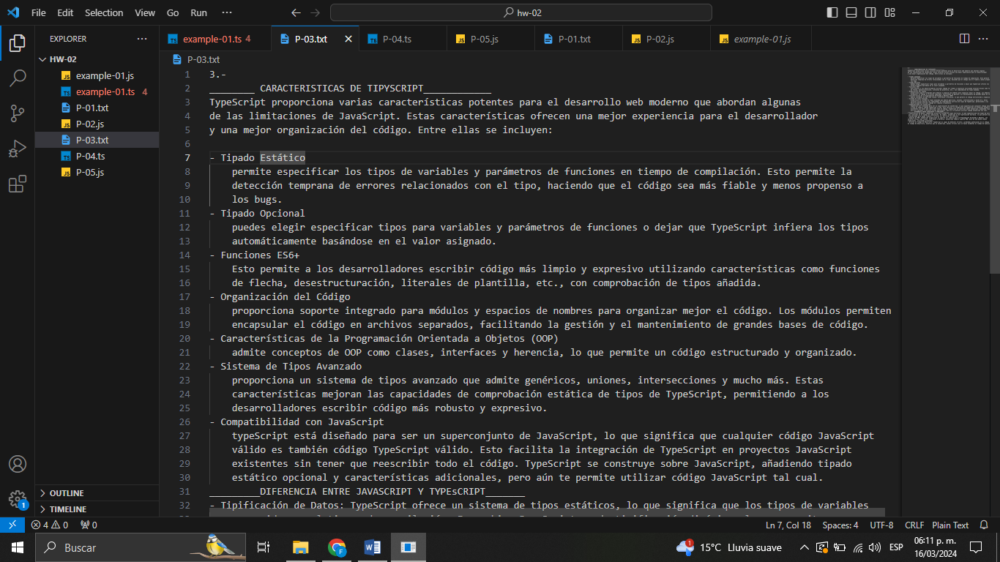 File Edit Selection View Go Run ··· hw-02
EXPLORER ···
HW-02
example-01.js
example-01.ts 4
P-01.txt
P-02.js
P-03.txt
P-04.ts
P-05.js
OUTLINE
TIMELINE
example-01.ts 4 P-03.txt P-04.ts P-05.js P-01.txt P-02.js example-01.js
P-03.txt
1 3.-
2 ________ CARACTERISTICAS DE TIPYSCRIPT____________
3 TypeScript proporciona varias características potentes para el desarrollo web moderno que abordan algunas
4 de las limitaciones de JavaScript. Estas características ofrecen una mejor experiencia para el desarrollador
5 y una mejor organización del código. Entre ellas se incluyen:
6
7 - Tipado Estático
8 permite especificar los tipos de variables y parámetros de funciones en tiempo de compilación. Esto permite la
9 detección temprana de errores relacionados con el tipo, haciendo que el código sea más fiable y menos propenso a
10 los bugs.
11 - Tipado Opcional
12 puedes elegir especificar tipos para variables y parámetros de funciones o dejar que TypeScript infiera los tipos
13 automáticamente basándose en el valor asignado.
14 - Funciones ES6+
15 Esto permite a los desarrolladores escribir código más limpio y expresivo utilizando características como funciones
16 de flecha, desestructuración, literales de plantilla, etc., con comprobación de tipos añadida.
17 - Organización del Código
18 proporciona soporte integrado para módulos y espacios de nombres para organizar mejor el código. Los módulos permiten
19 encapsular el código en archivos separados, facilitando la gestión y el mantenimiento de grandes bases de código.
20 - Características de la Programación Orientada a Objetos (OOP)
21 admite conceptos de OOP como clases, interfaces y herencia, lo que permite un código estructurado y organizado.
22 - Sistema de Tipos Avanzado
23 proporciona un sistema de tipos avanzado que admite genéricos, uniones, intersecciones y mucho más. Estas
24 características mejoran las capacidades de comprobación estática de tipos de TypeScript, permitiendo a los
25 desarrolladores escribir código más robusto y expresivo.
26 - Compatibilidad con JavaScript
27 typeScript está diseñado para ser un superconjunto de JavaScript, lo que significa que cualquier código JavaScript
28 válido es también código TypeScript válido. Esto facilita la integración de TypeScript en proyectos JavaScript
29 existentes sin tener que reescribir todo el código. TypeScript se construye sobre JavaScript, añadiendo tipado
30 estático opcional y características adicionales, pero aún te permite utilizar código JavaScript tal cual.
31 _________DIFERENCIA ENTRE JAVASCRIPT Y TYPEsCRIPT_______
32 - Tipificación de Datos: TypeScript ofrece un sistema de tipos estáticos, lo que significa que los tipos de variables
1
4 0 0 Ln 7, Col 18 Spaces: 4 UTF-8 CRLF Plain Text
Buscar 1 15°C Lluvia suave ESP 06:11 p. m.
16/03/2024